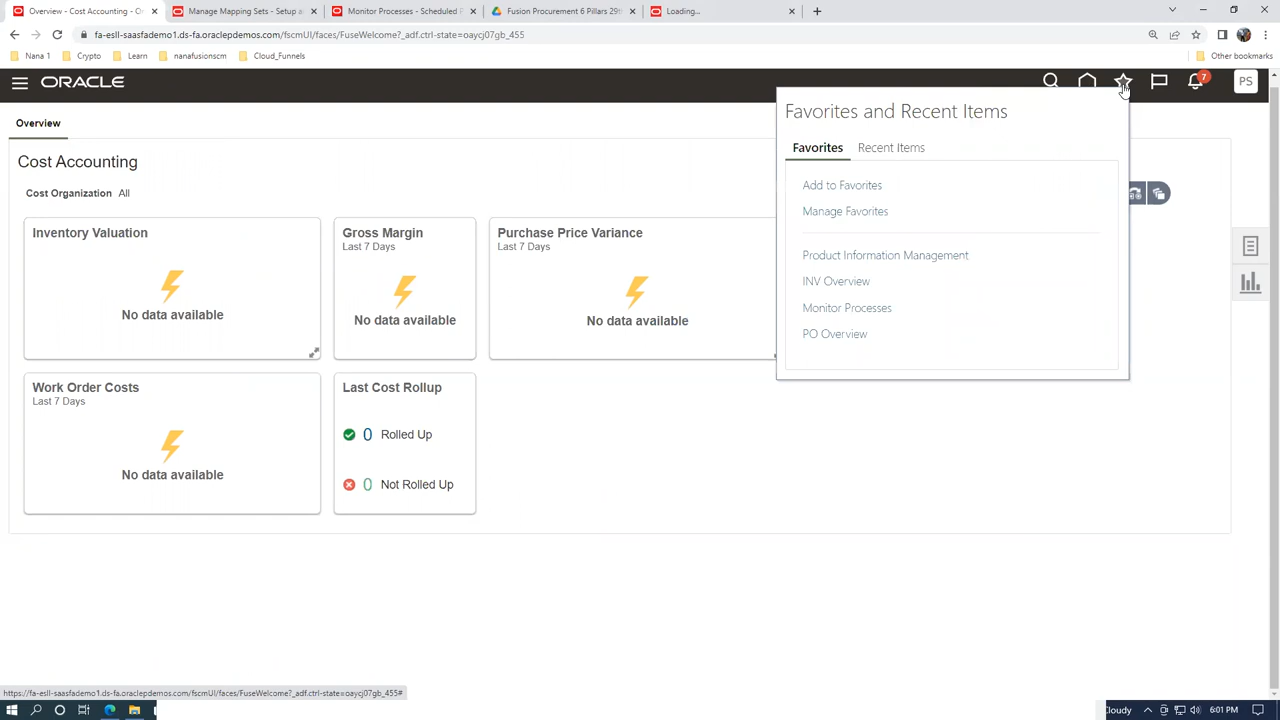 Overview - Cost Accounting - O
Manage Mapping Sets - Setup a
Monitor Processes - Scheduled P
Fusion Procurement 6 Pillars 29t
Loading...
fa-esll-saasfademo1.ds-fa.oraclepdemos.com/fscmUI/faces/FuseWelcome?_adf.ctrl-state=oaycj07gb_455
Nana 1
Crypto
Learn
nanafusionscm
Cloud_Funnels
Other bookmarks
ORACLE
7
PS
Overview
Favorites and Recent Items
Favorites Recent Items
Add to Favorites
Manage Favorites
Product Information Management
INV Overview
Monitor Processes
PO Overview
Cost Accounting
Cost Organization All
Inventory Valuation
No data available
Gross Margin
Last 7 Days
No data available
Purchase Price Variance
Last 7 Days
No data available
Work Order Costs
Last 7 Days
No data available
Last Cost Rollup
0 Rolled Up
0 Not Rolled Up
https://fa-esll-saasfademo1.ds-fa.oraclepdemos.com/fscmUI/faces/FuseWelcome?_adf.ctrl-state=oaycj07gb_455#
Cloudy
6:01 PM